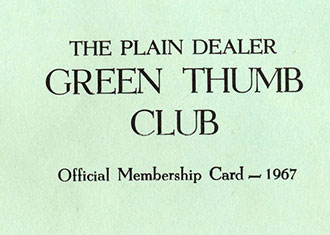 THE PLAIN DEALER
GREEN THUMB
CLUB
Official Membership Card — 1967